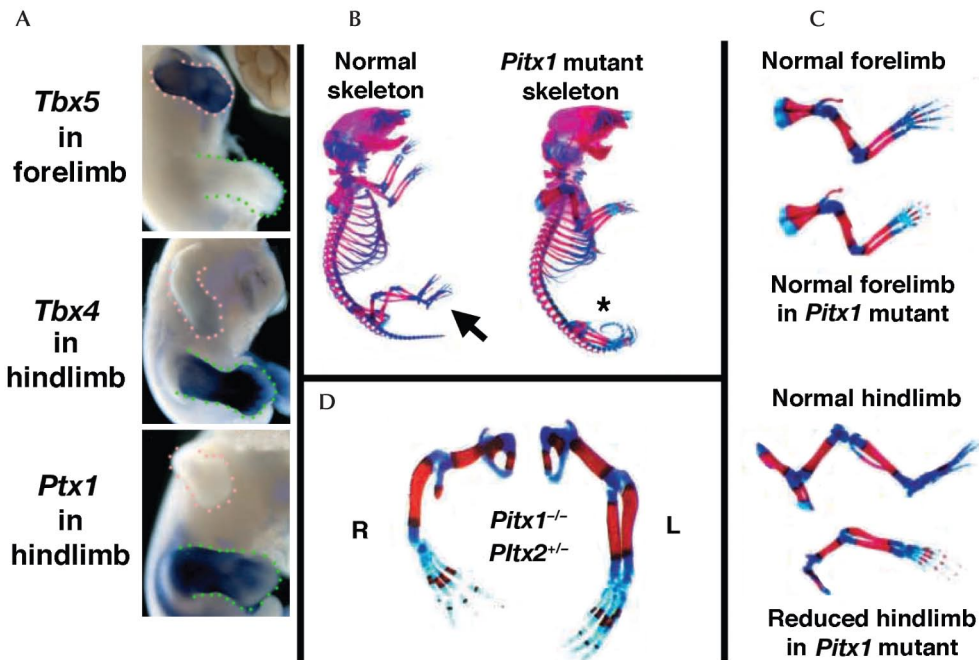 A
Tbx5
in
forelimb
Tbx4
in
hindlimb
Ptx1
in
hindlimb
B
Normal
skeleton
Pitx1 mutant
skeleton
*
C
Normal forelimb
Normal forelimb
in Pitx1 mutant
Normal hindlimb
Reduced hindlimb
in Pitx1 mutant
D
R
Pitx1–/–
PItx2+/–
L